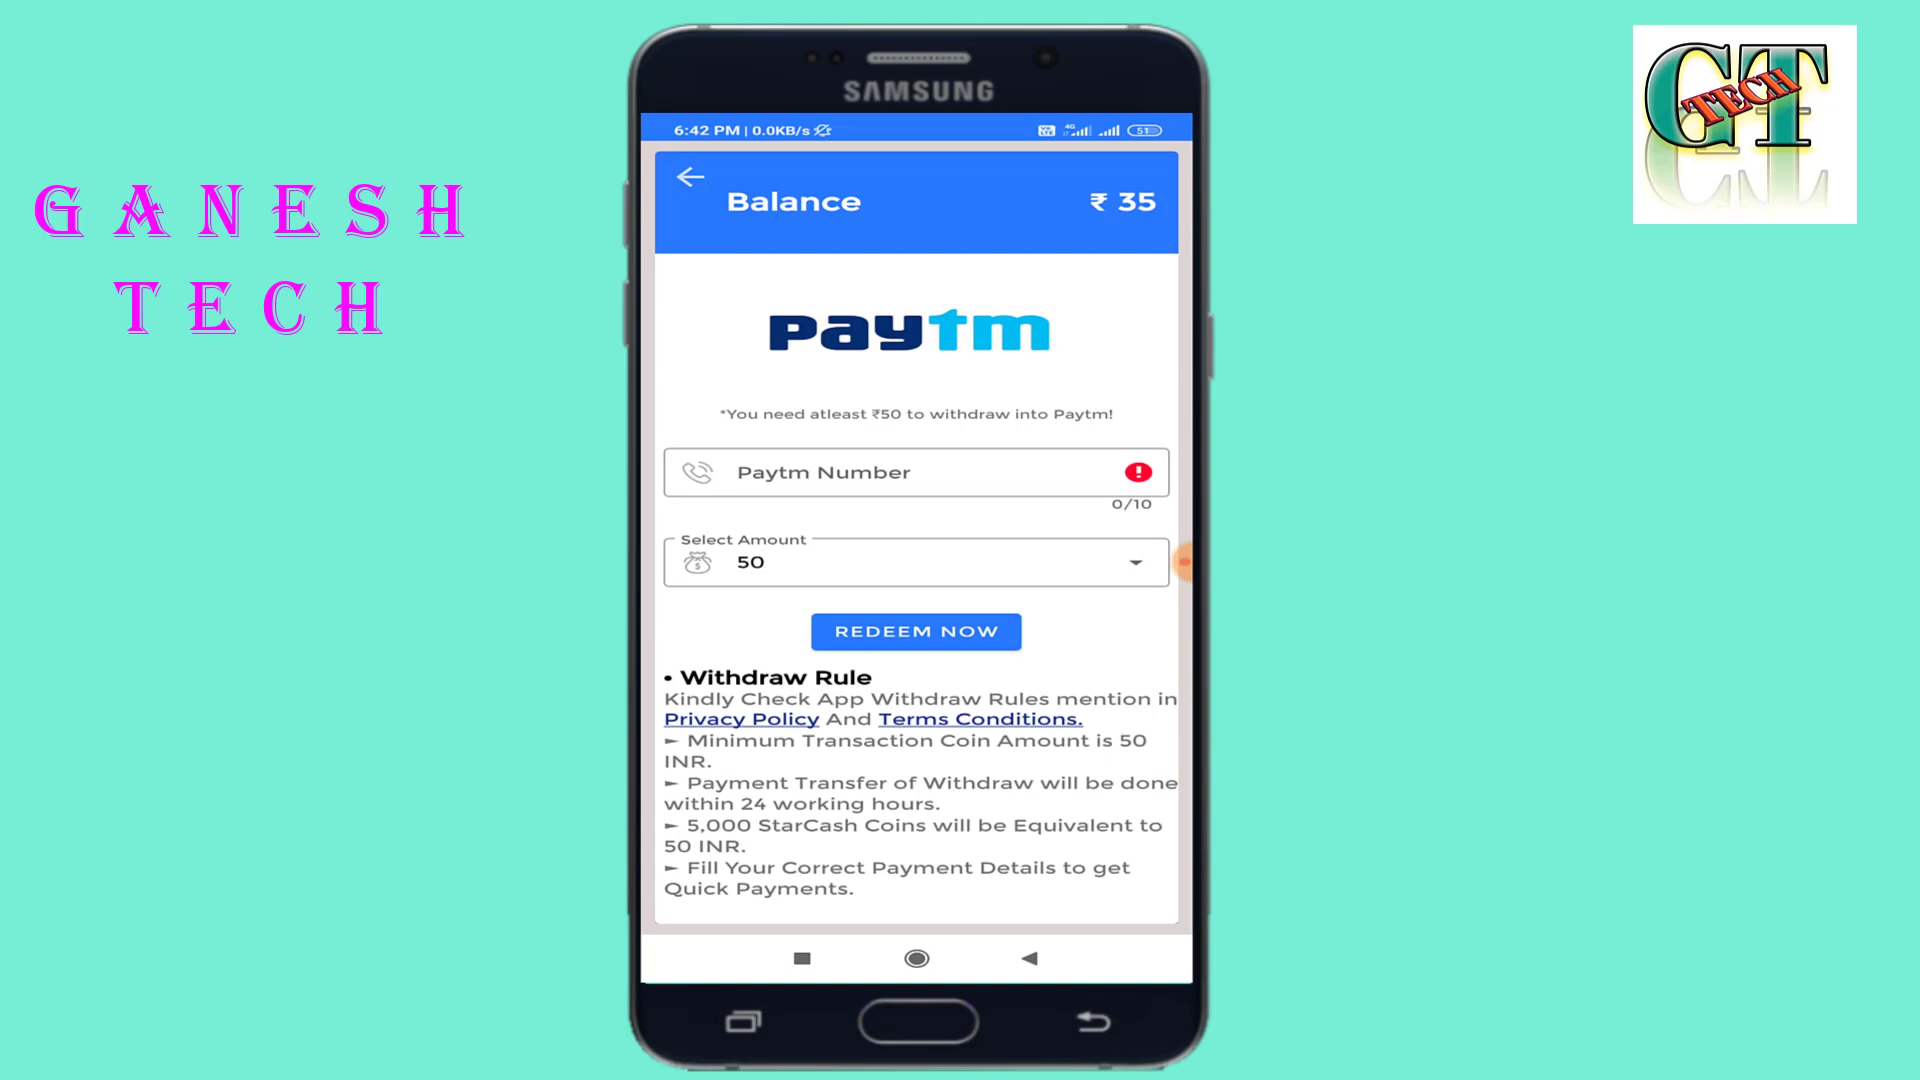 GANESH
TECH
GT
TECH
SAMSUNG
6:42 PM | 0.0KB/s
4G
51
Balance
₹ 35
paytm
*You need atleast ₹50 to withdraw into Paytm!
Paytm Number
0/10
Select Amount
50
REDEEM NOW
• Withdraw Rule
Kindly Check App Withdraw Rules mention in
Privacy Policy And Terms Conditions.
► Minimum Transaction Coin Amount is 50
INR.
► Payment Transfer of Withdraw will be done
within 24 working hours.
► 5,000 StarCash Coins will be Equivalent to
50 INR.
► Fill Your Correct Payment Details to get
Quick Payments.